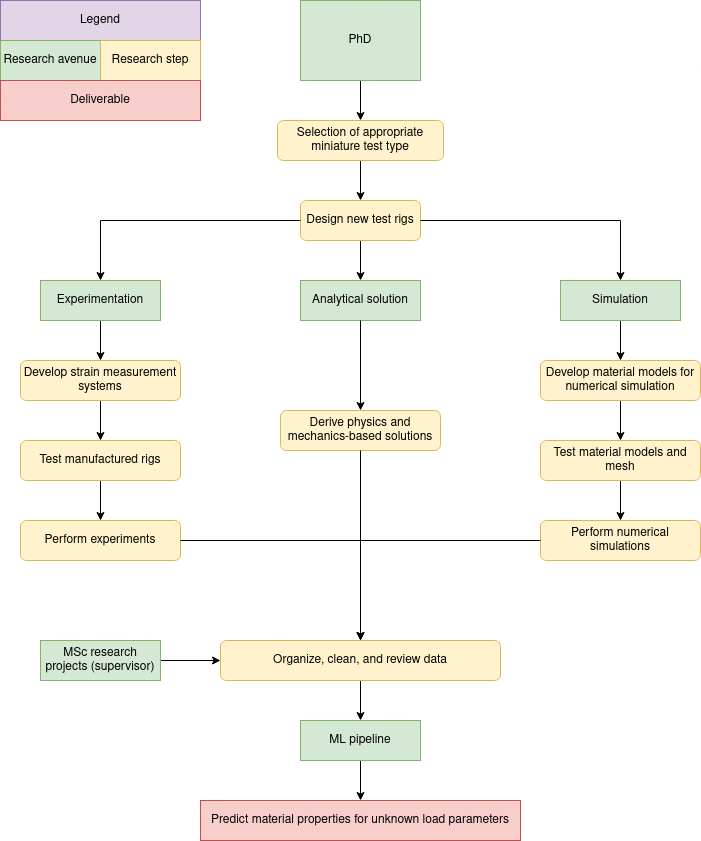 Legend
Research avenue
Research step
Deliverable
PhD
Selection of appropriate
miniature test type
Design new test rigs
Experimentation
Analytical solution
Simulation
Develop strain measurement
systems
Develop material models for
numerical simulation
Derive physics and
mechanics-based solutions
Test manufactured rigs
Test material models and
mesh
Perform experiments
Perform numerical
simulations
MSc research
projects (supervisor)
Organize, clean, and review data
ML pipeline
Predict material properties for unknown load parameters